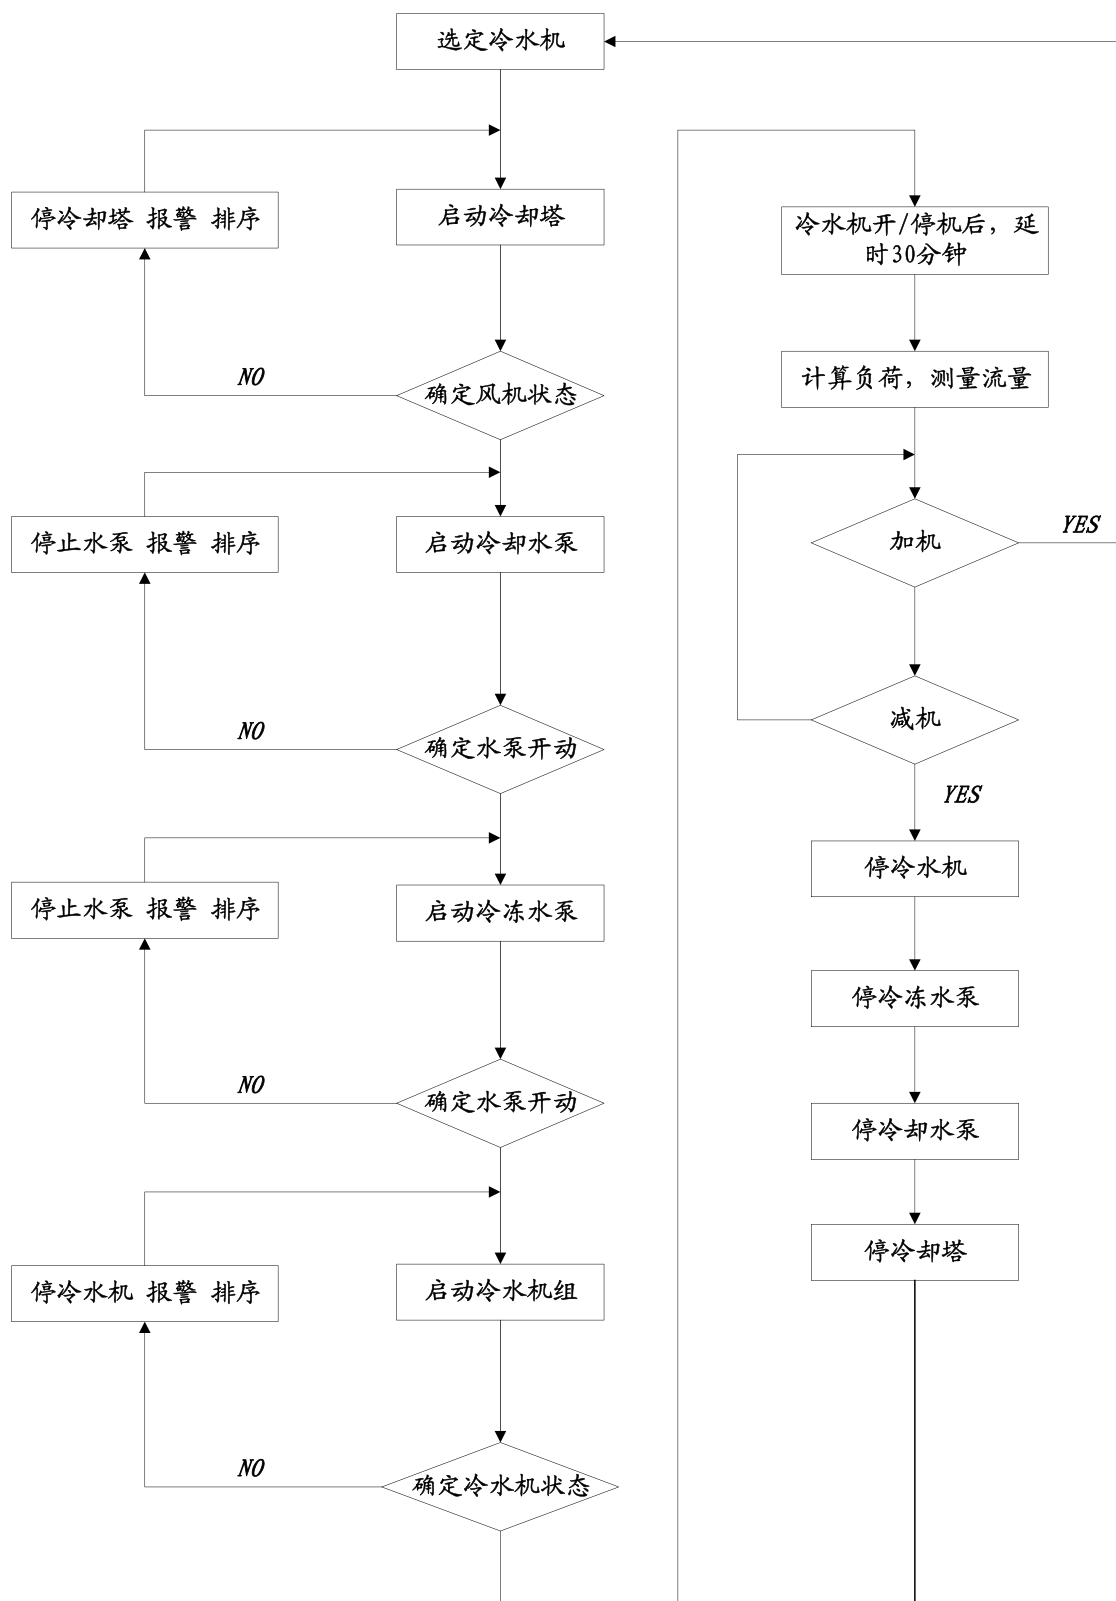 选定冷水机
停冷却塔 报警 排序
启动冷却塔
NO
确定风机状态
停止水泵 报警 排序
启动冷却水泵
NO
确定水泵开动
停止水泵 报警 排序
启动冷冻水泵
NO
确定水泵开动
停冷水机 报警 排序
启动冷水机组
NO
确定冷水机状态
冷水机开/停机后，延
时30分钟
计算负荷，测量流量
加机
YES
减机
YES
停冷水机
停冷冻水泵
停冷却水泵
停冷却塔